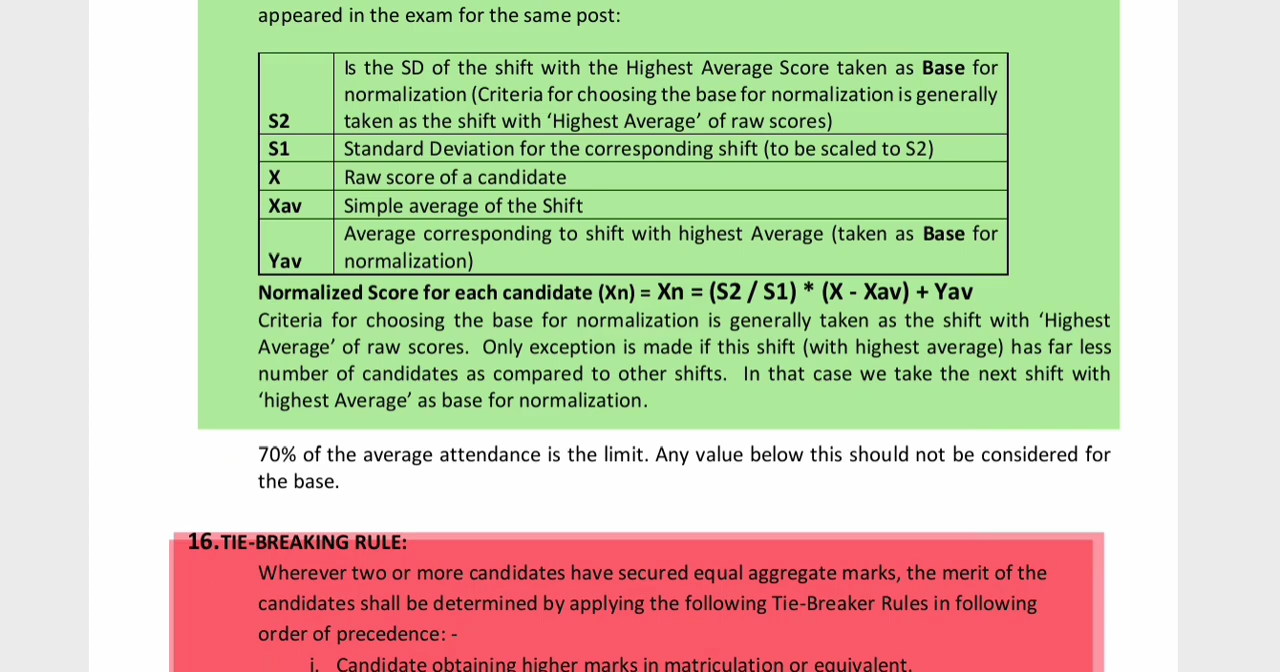 appeared in the exam for the same post:
Is the SD of the shift with the Highest Average Score taken as Base for
normalization (Criteria for choosing the base for normalization is generally
S2 taken as the shift with ‘Highest Average’ of raw scores)
S1 Standard Deviation for the corresponding shift (to be scaled to S2)
X Raw score of a candidate
Xav Simple average of the Shift
Average corresponding to shift with highest Average (taken as Base for
Yav normalization)
Normalized Score for each candidate (Xn) = Xn = (S2 / S1) * (X - Xav) + Yav
Criteria for choosing the base for normalization is generally taken as the shift with ‘Highest
Average’ of raw scores. Only exception is made if this shift (with highest average) has far less
number of candidates as compared to other shifts. In that case we take the next shift with
‘highest Average’ as base for normalization.
70% of the average attendance is the limit. Any value below this should not be considered for
the base.
16.TIE-BREAKING RULE:
Wherever two or more candidates have secured equal aggregate marks, the merit of the
candidates shall be determined by applying the following Tie-Breaker Rules in following
order of precedence: -
i. Candidate obtaining higher marks in matriculation or equivalent.